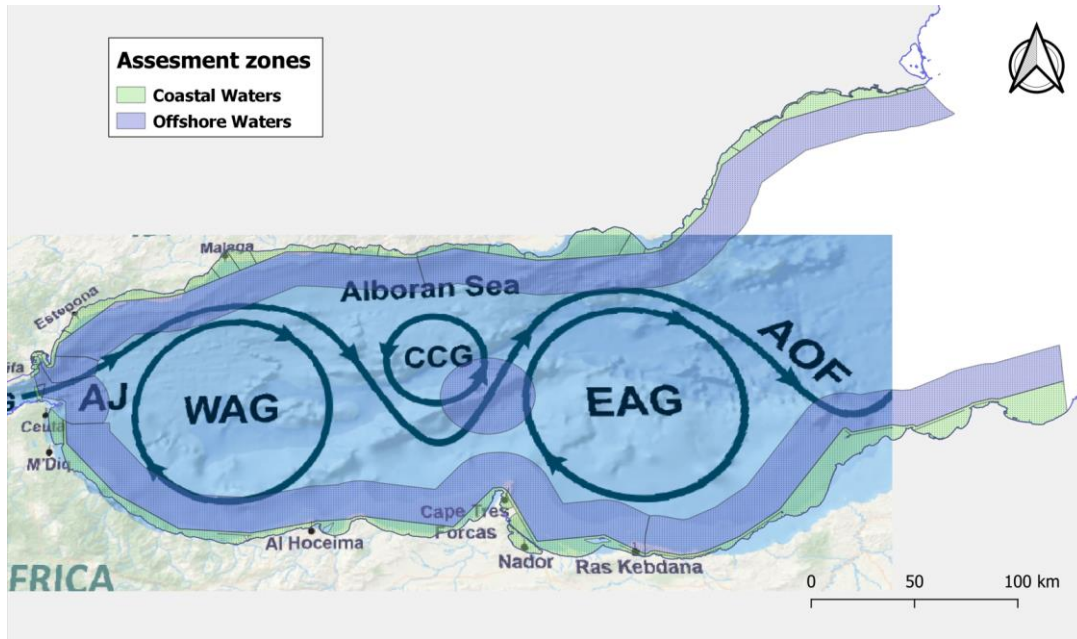 Assesment zones
Coastal Waters
Offshore Waters
Malaga
Alboran Sea
Estepona
CCG
AOF
ifa
AJ
WAG
EAG
G
Ceuta
M'Diq
Cape Tres
Forcas
Al Hoceima
Nador
Ras Kebdana
FRICA
0 50 100 km